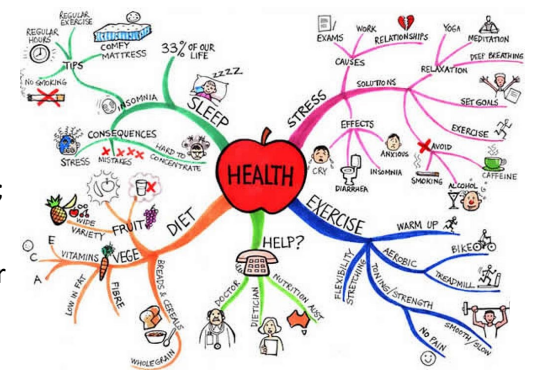 HEALTH
SLEEP
33% OF OUR
LIFE
ZZZZ
INSOMNIA
TIPS
REGULAR
EXERCISE
REGULAR
HOURS
COMFY
MATTRESS
NO SMOKING
CONSEQUENCES
STRESS
MISTAKES
HARD TO
CONCENTRATE
STRESS
CAUSES
EXAMS
WORK
RELATIONSHIPS
SOLUTIONS
RELAXATION
YOGA
MEDITATION
DEEP BREATHING
SET GOALS
EXERCISE
AVOID
SMOKING
ALCOHOL
CAFFEINE
EFFECTS
CRY
DIARRHEA
INSOMNIA
ANXIOUS
EXERCISE
WARM UP
AEROBIC
BIKE
TREADMILL
TONING/STRENGTH
SMOOTH/SLOW
NO PAIN
FLEXIBILITY
STRETCHING
HELP?
DOCTOR
DIETICIAN
NUTRITION AUST
DIET
FRUIT
WIDE
VARIETY
VEGE
VITAMINS
E
C
A
LOW IN FAT
FIBRE
BREADS & CEREALS
WHOLEGRAIN